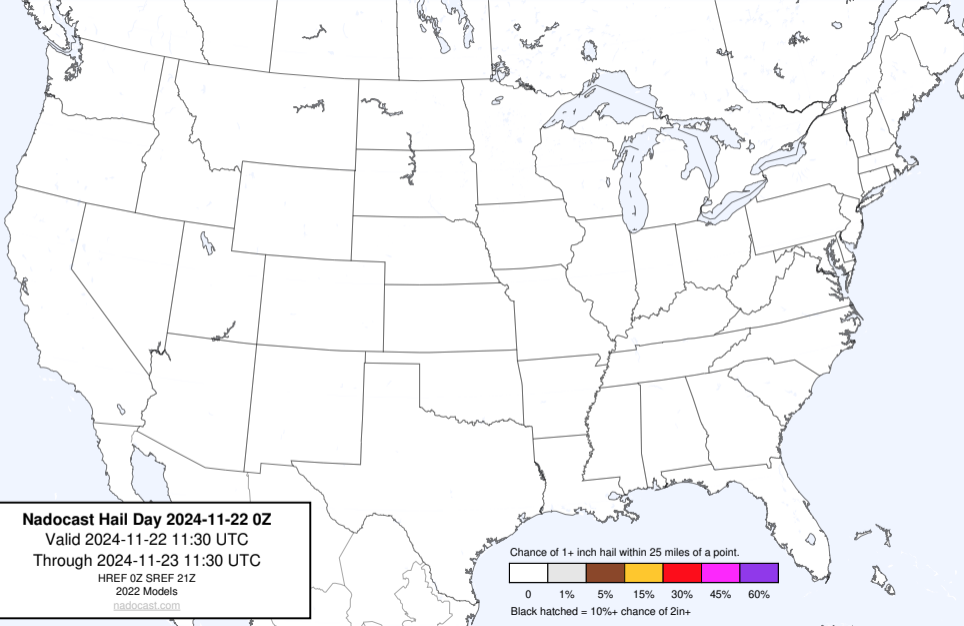 Nadocast Hail Day 2024-11-22 0Z
Valid 2024-11-22 11:30 UTC
Through 2024-11-23 11:30 UTC
HREF 0Z SREF 21Z
2022 Models
nadocast.com
Chance of 1+ inch hail within 25 miles of a point.
0 1% 5% 15% 30% 45% 60%
Black hatched = 10%+ chance of 2in+